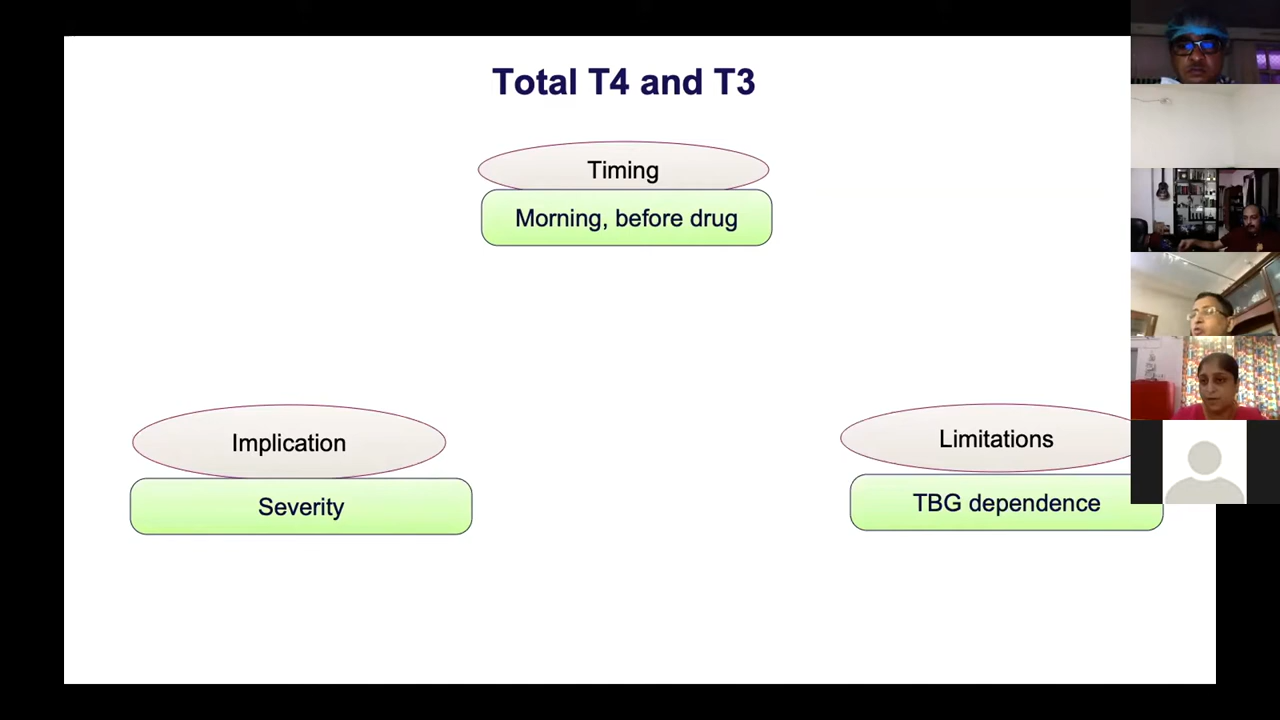 Total T4 and T3
Timing
Morning, before drug
Implication
Severity
Limitations
TBG dependence